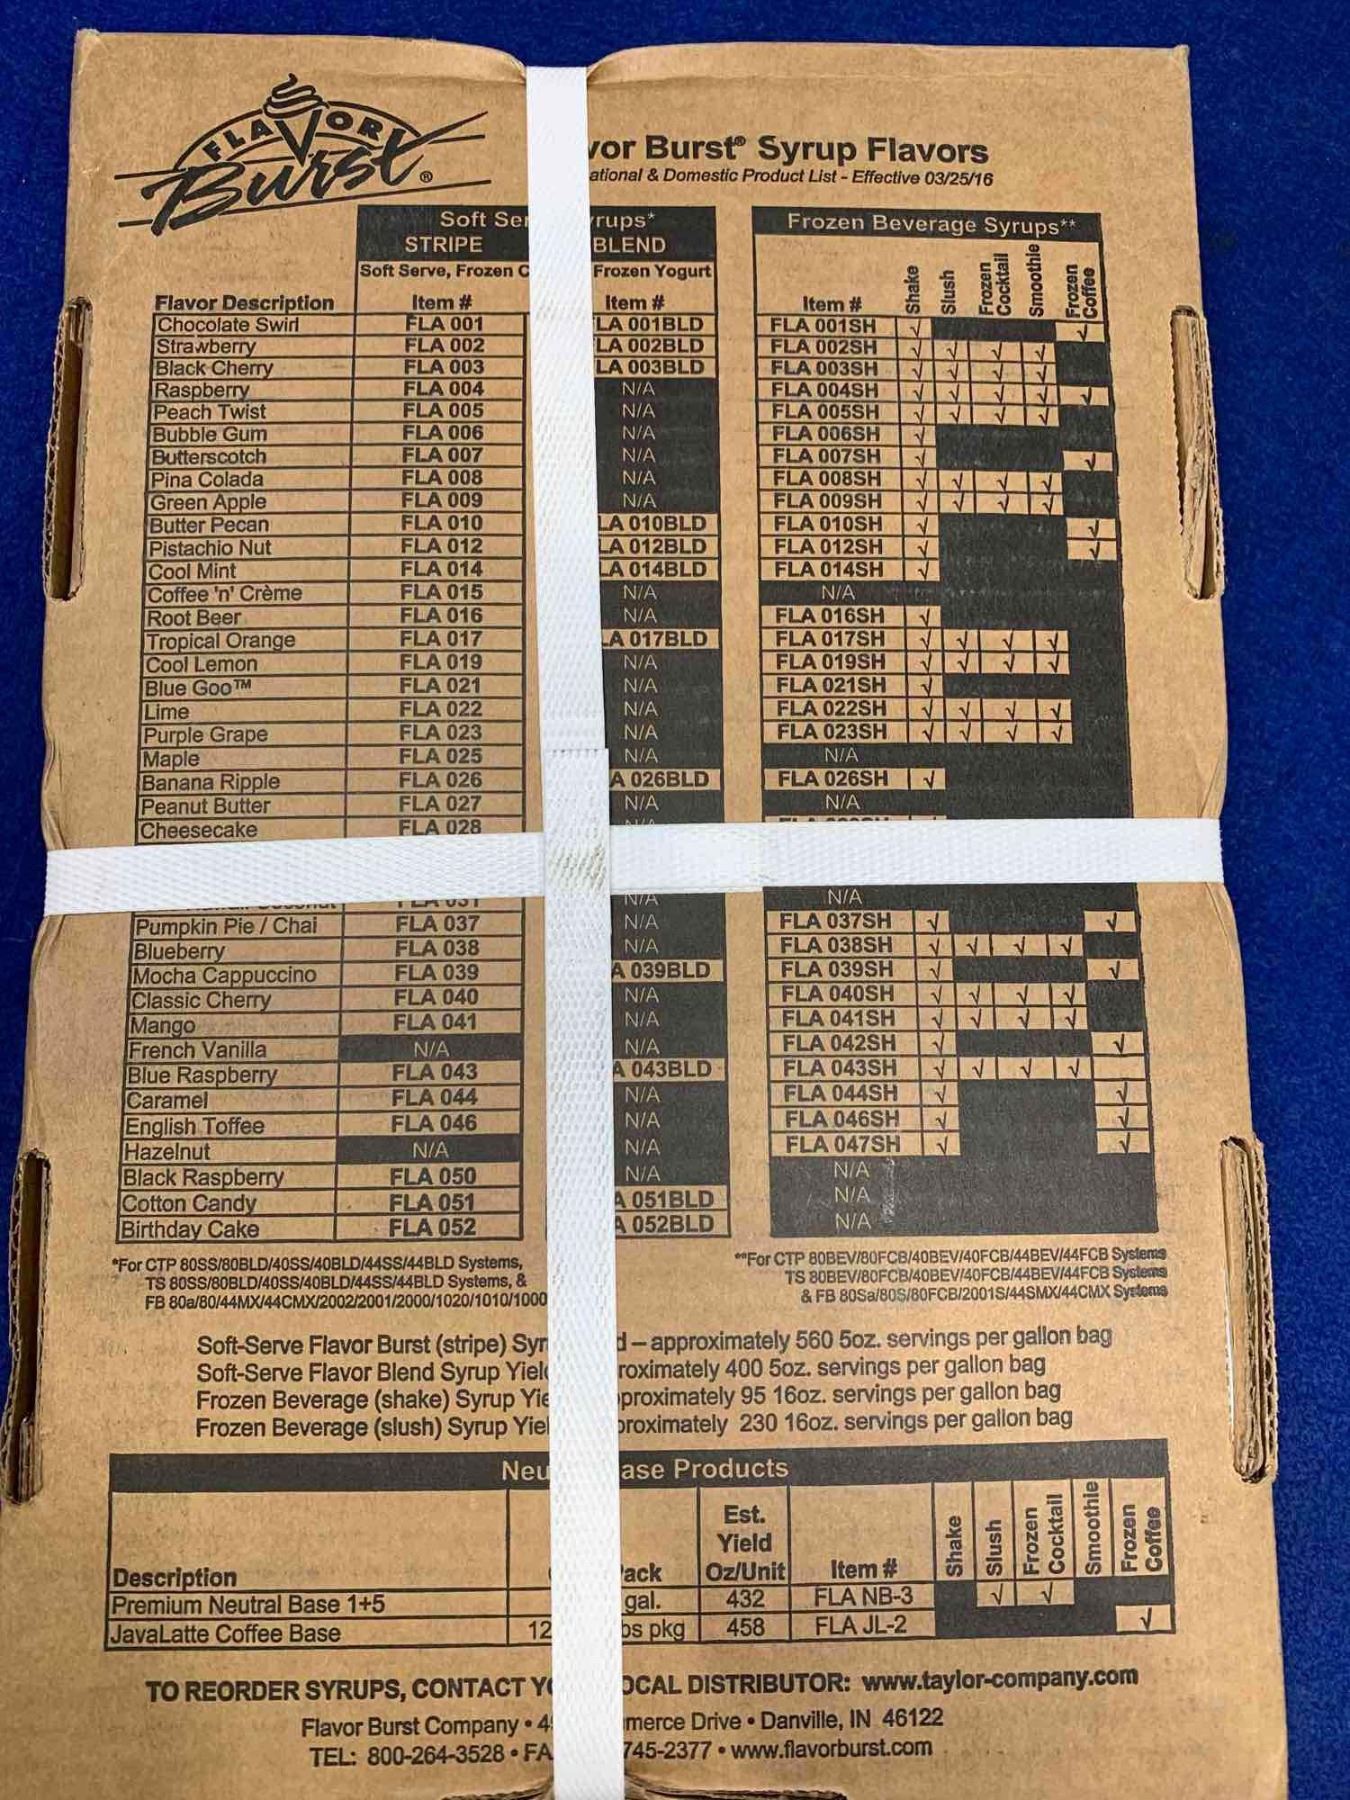 FLAVOR
Burst®
vor Burst® Syrup Flavors
ational & Domestic Product List - Effective 03/25/16
Soft Ser rups*
STRIPE BLEND
Soft Serve, Frozen C Frozen Yogurt
Frozen Beverage Syrups**
Flavor Description Item # Item # Item # Shake Slush Frozen Cocktail Smoothie Frozen Coffee
Chocolate Swirl FLA 001 LA 001BLD FLA 001SH √ √
Strawberry FLA 002 LA 002BLD FLA 002SH √ √ √ √
Black Cherry FLA 003 LA 003BLD FLA 003SH √ √ √ √
Raspberry FLA 004 N/A FLA 004SH √ √ √ √ √
Peach Twist FLA 005 N/A FLA 005SH √ √ √ √
Bubble Gum FLA 006 N/A FLA 006SH √
Butterscotch FLA 007 N/A FLA 007SH √ √
Pina Colada FLA 008 N/A FLA 008SH √ √ √ √
Green Apple FLA 009 N/A FLA 009SH √ √ √ √
Butter Pecan FLA 010 LA 010BLD FLA 010SH √ √
Pistachio Nut FLA 012 LA 012BLD FLA 012SH √ √
Cool Mint FLA 014 LA 014BLD FLA 014SH √
Coffee 'n' Crème FLA 015 N/A N/A
Root Beer FLA 016 N/A FLA 016SH √
Tropical Orange FLA 017 A 017BLD FLA 017SH √ √ √ √
Cool Lemon FLA 019 N/A FLA 019SH √ √ √ √
Blue Goo™ FLA 021 N/A FLA 021SH √
Lime FLA 022 N/A FLA 022SH √ √ √ √
Purple Grape FLA 023 N/A FLA 023SH √ √ √ √
Maple FLA 025 N/A N/A
Banana Ripple FLA 026 A 026BLD FLA 026SH √
Peanut Butter FLA 027 N/A N/A
Cheesecake FLA 028
N/A N/A
Pumpkin Pie / Chai FLA 037 N/A FLA 037SH √ √
Blueberry FLA 038 N/A FLA 038SH √ √ √ √
Mocha Cappuccino FLA 039 A 039BLD FLA 039SH √ √
Classic Cherry FLA 040 N/A FLA 040SH √ √ √ √
Mango FLA 041 N/A FLA 041SH √ √ √ √
French Vanilla N/A N/A FLA 042SH √ √
Blue Raspberry FLA 043 A 043BLD FLA 043SH √ √ √ √
Caramel FLA 044 N/A FLA 044SH √ √
English Toffee FLA 046 N/A FLA 046SH √ √
Hazelnut N/A N/A FLA 047SH √ √
Black Raspberry FLA 050 N/A N/A
Cotton Candy FLA 051 A 051BLD N/A
Birthday Cake FLA 052 A 052BLD N/A
*For CTP 80SS/80BLD/40SS/40BLD/44SS/44BLD Systems,
TS 80SS/80BLD/40SS/40BLD/44SS/44BLD Systems, &
FB 80a/80/44MX/44CMX/2002/2001/2000/1020/1010/1000
**For CTP 80BEV/80FCB/40BEV/40FCB/44BEV/44FCB Systems
TS 80BEV/80FCB/40BEV/40FCB/44BEV/44FCB Systems
& FB 80Sa/80S/80FCB/2001S/44SMX/44CMX Systems
Soft-Serve Flavor Burst (stripe) Syr d – approximately 560 5oz. servings per gallon bag
Soft-Serve Flavor Blend Syrup Yiel roximately 400 5oz. servings per gallon bag
Frozen Beverage (shake) Syrup Yie proximately 95 16oz. servings per gallon bag
Frozen Beverage (slush) Syrup Yiel proximately 230 16oz. servings per gallon bag
Neu ase Products
Description ack Est. Yield Oz/Unit Item # Shake Slush Frozen Cocktail Smoothie Frozen Coffee
Premium Neutral Base 1+5 gal. 432 FLA NB-3 √ √
JavaLatte Coffee Base 12 bs pkg 458 FLA JL-2 √
TO REORDER SYRUPS, CONTACT Y OCAL DISTRIBUTOR: www.taylor-company.com
Flavor Burst Company • 4 merce Drive • Danville, IN 46122
TEL: 800-264-3528 • FA 745-2377 • www.flavorburst.com